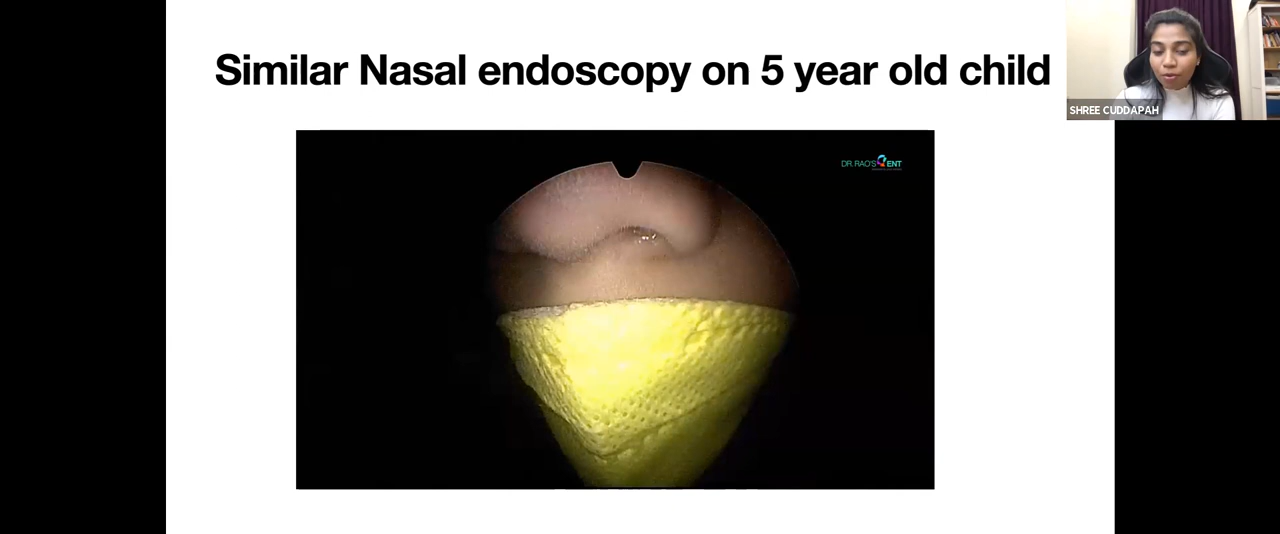 Similar Nasal endoscopy on 5 year old child
SHREE CUDDAPAH
DR. RAO'S ENT